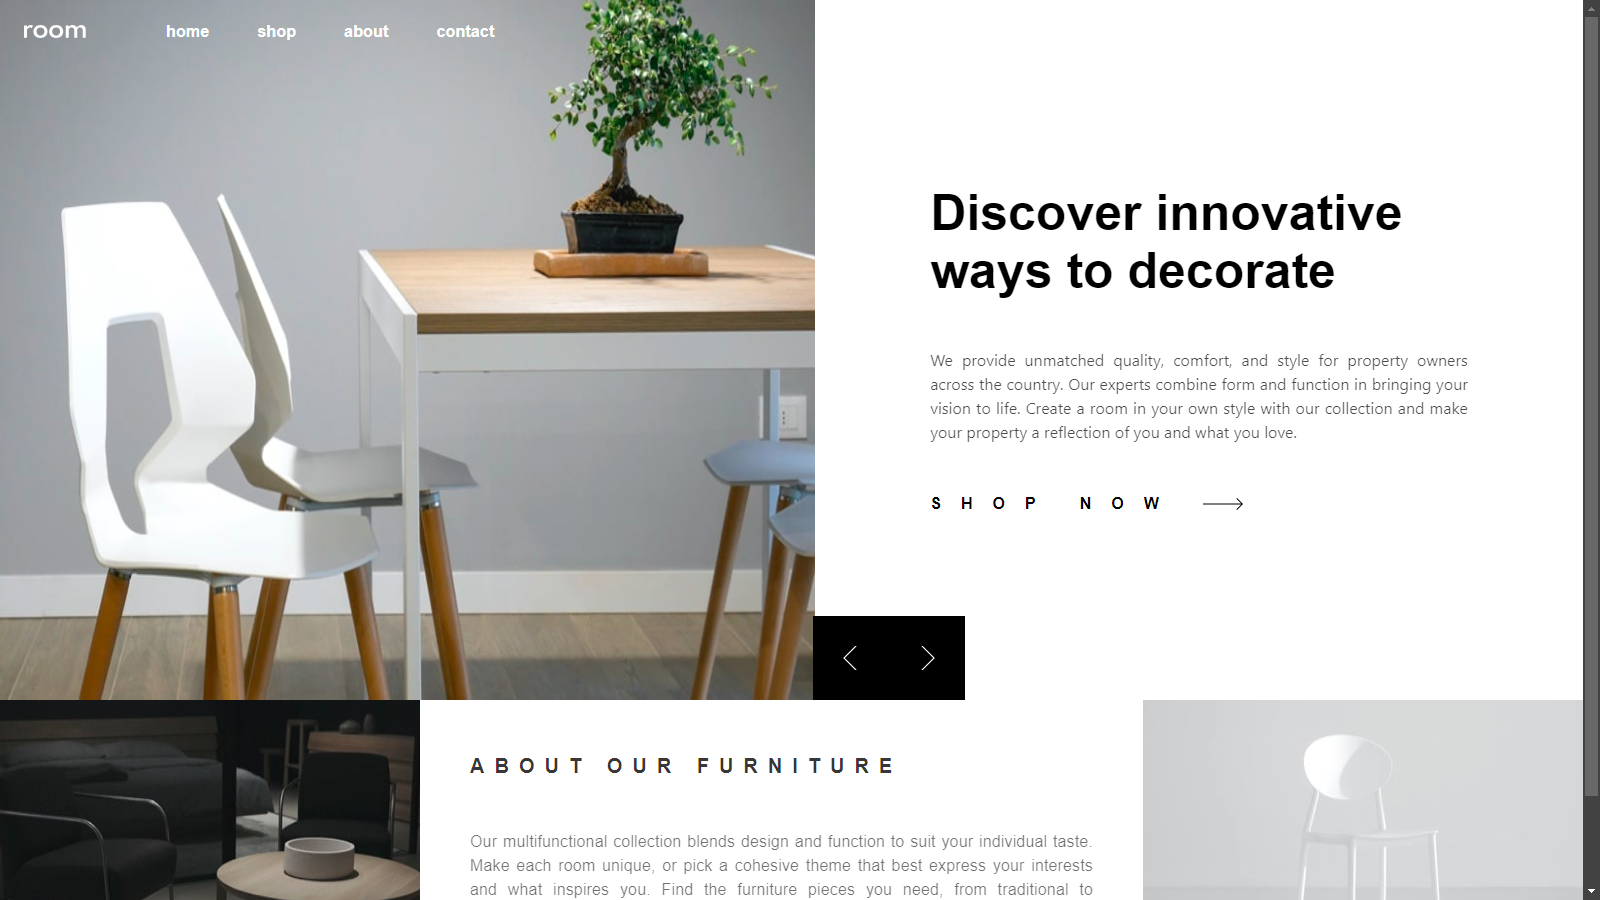 room
home shop about contact
Discover innovative
ways to decorate
We provide unmatched quality, comfort, and style for property owners
across the country. Our experts combine form and function in bringing your
vision to life. Create a room in your own style with our collection and make
your property a reflection of you and what you love.
SHOP NOW
ABOUT OUR FURNITURE
Our multifunctional collection blends design and function to suit your individual taste.
Make each room unique, or pick a cohesive theme that best express your interests
and what inspires you. Find the furniture pieces you need, from traditional to